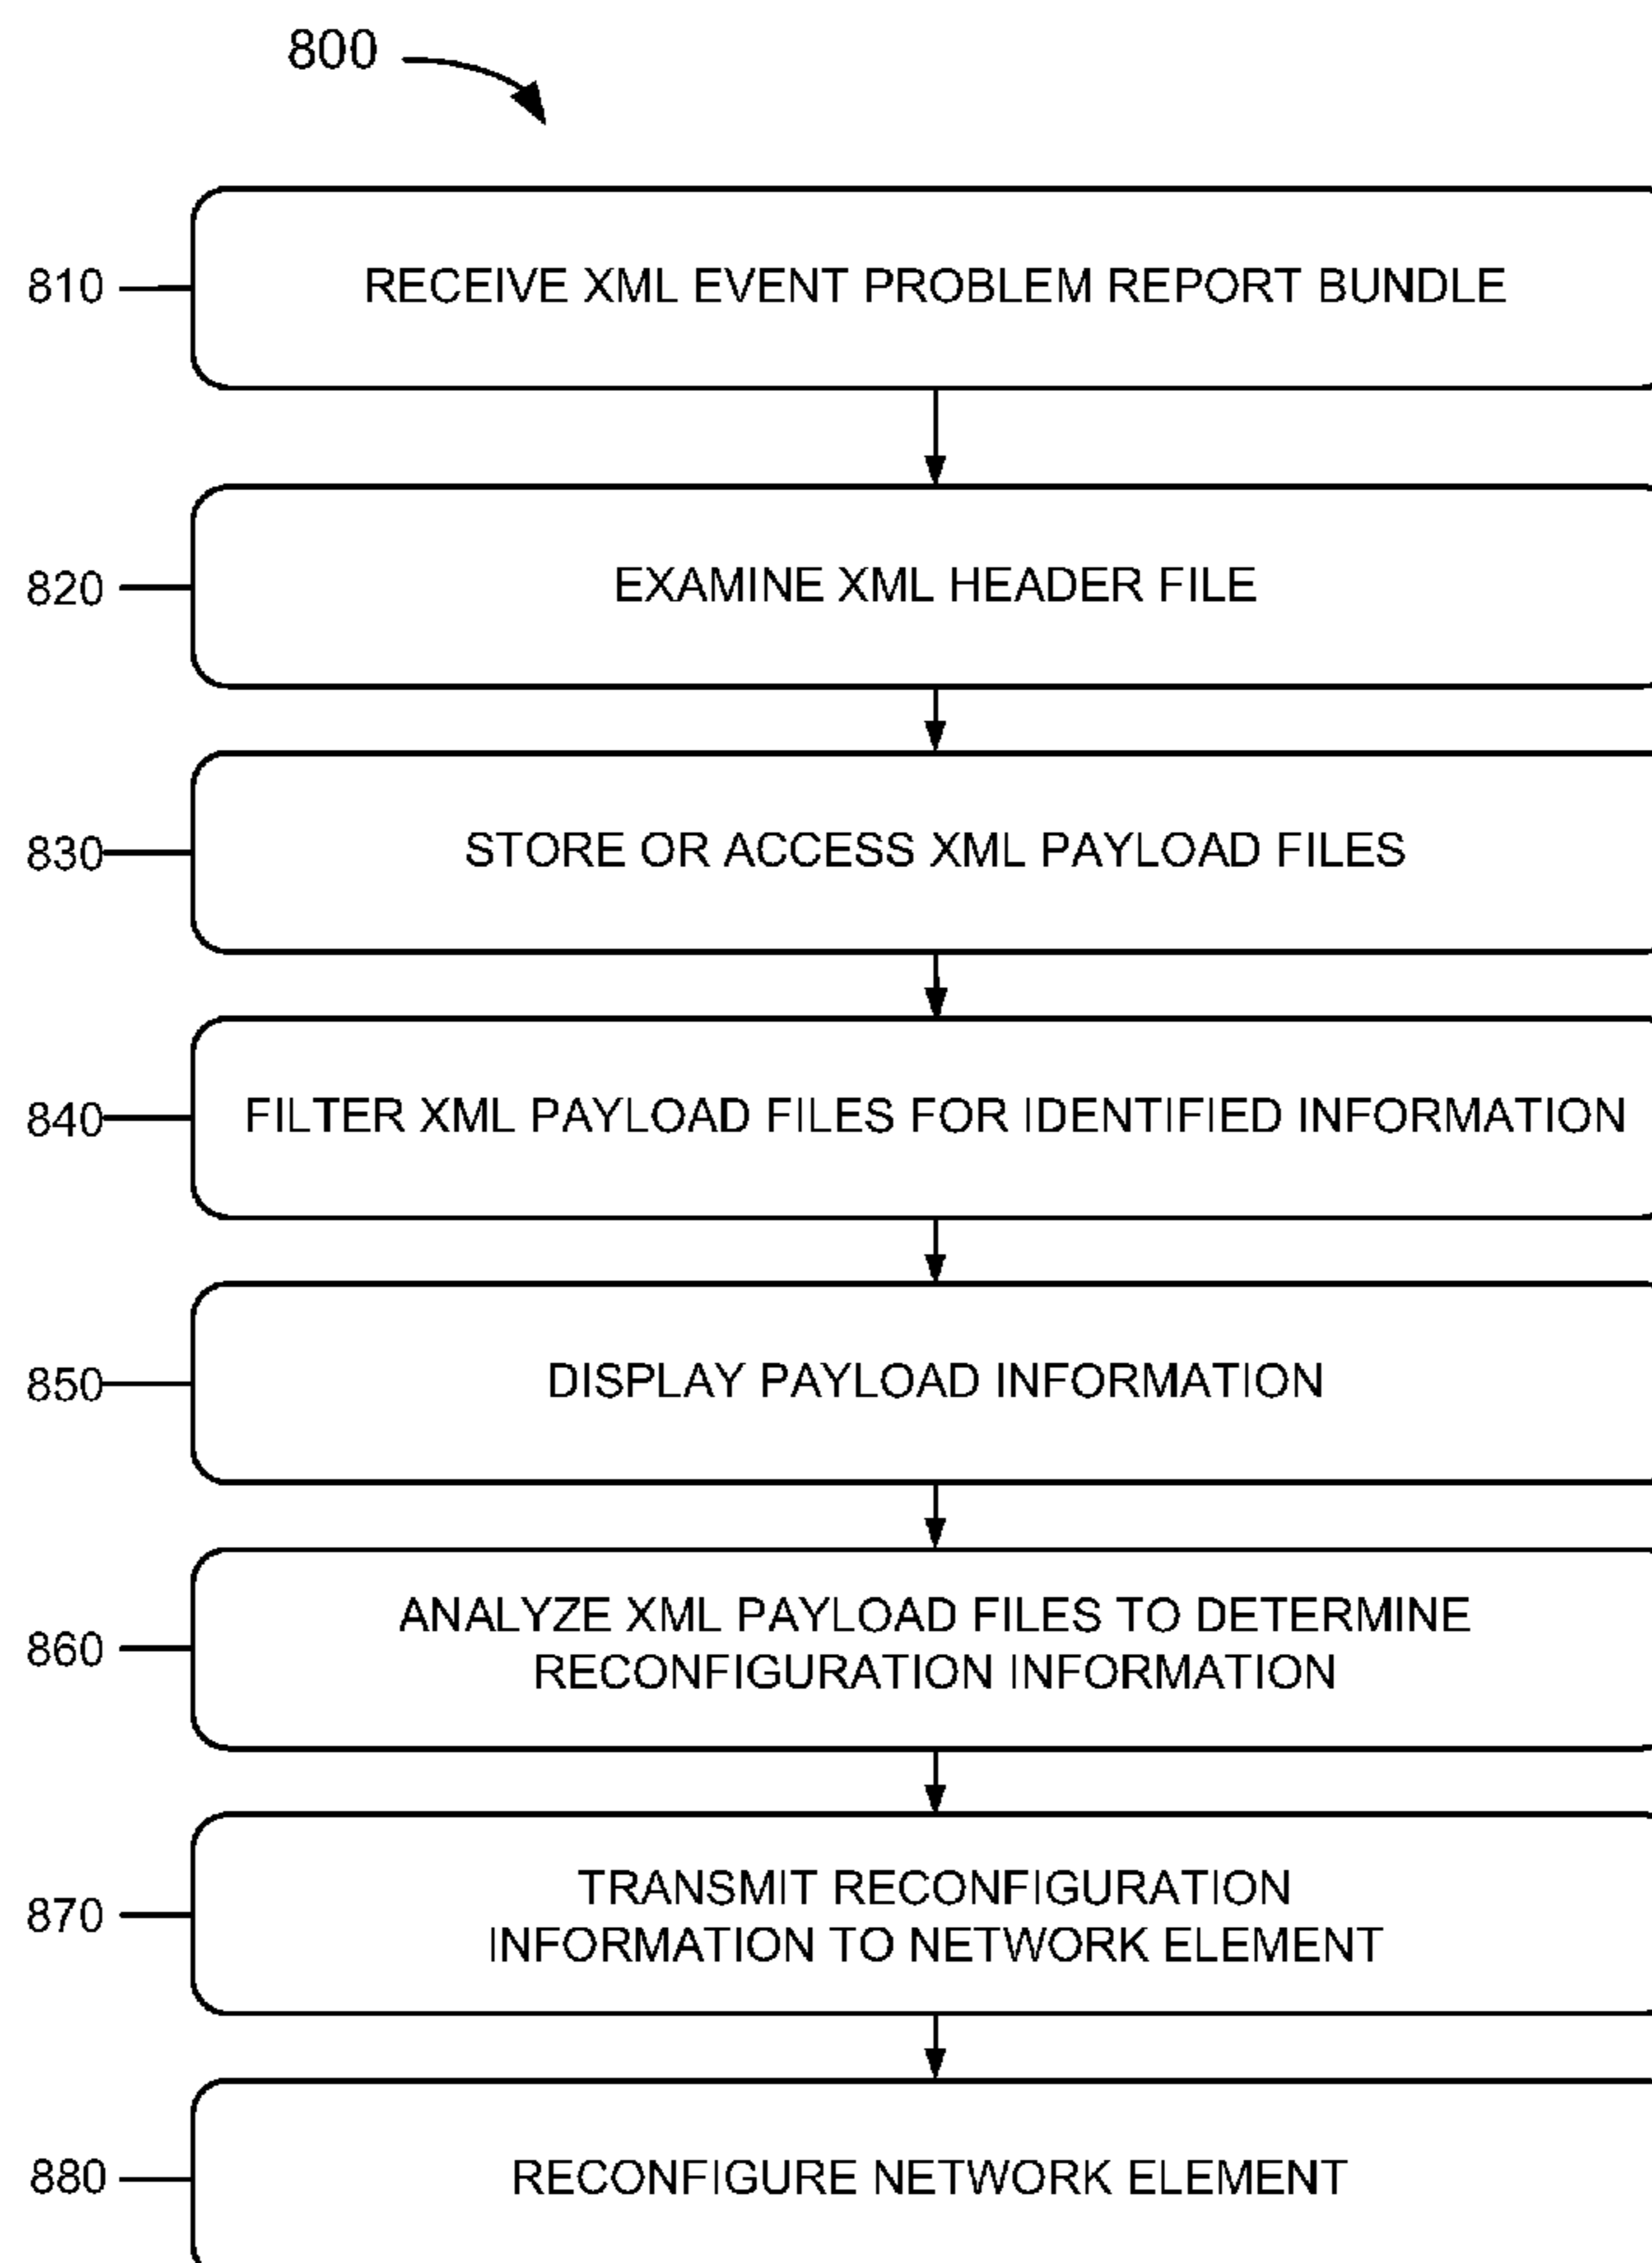 800
810 RECEIVE XML EVENT PROBLEM REPORT BUNDLE
820 EXAMINE XML HEADER FILE
830 STORE OR ACCESS XML PAYLOAD FILES
840 FILTER XML PAYLOAD FILES FOR IDENTIFIED INFORMATION
850 DISPLAY PAYLOAD INFORMATION
860 ANALYZE XML PAYLOAD FILES TO DETERMINE
RECONFIGURATION INFORMATION
870 TRANSMIT RECONFIGURATION
INFORMATION TO NETWORK ELEMENT
880 RECONFIGURE NETWORK ELEMENT